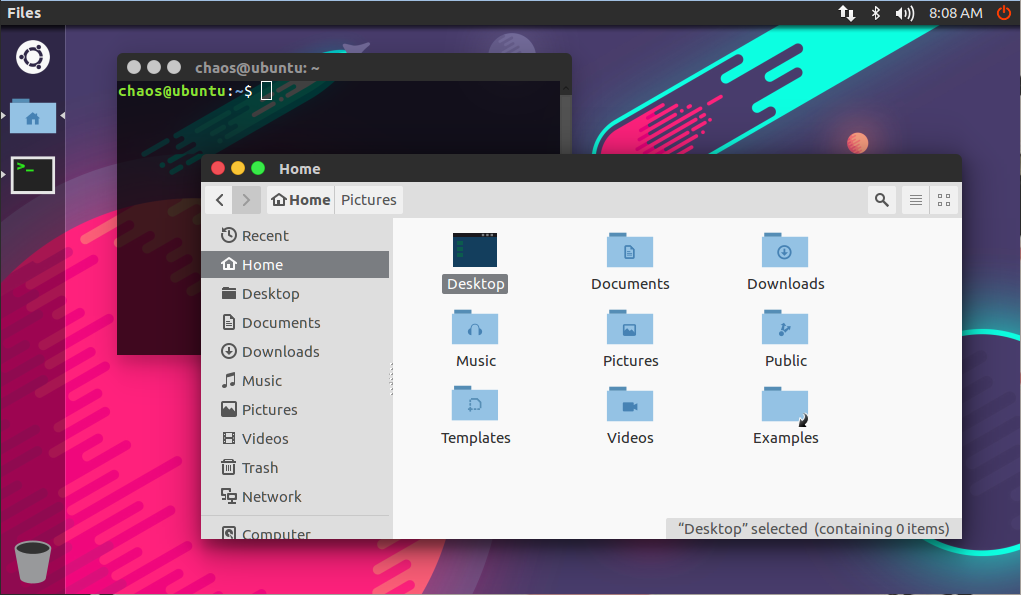 Files
8:08 AM
chaos@ubuntu: ~
chaos@ubuntu:~$
>_
Home
Home
Pictures
Recent
Home
Desktop
Documents
Downloads
Music
Pictures
Videos
Trash
Network
Computer
Desktop
Documents
Downloads
Music
Pictures
Public
Templates
Videos
Examples
“Desktop” selected (containing 0 items)